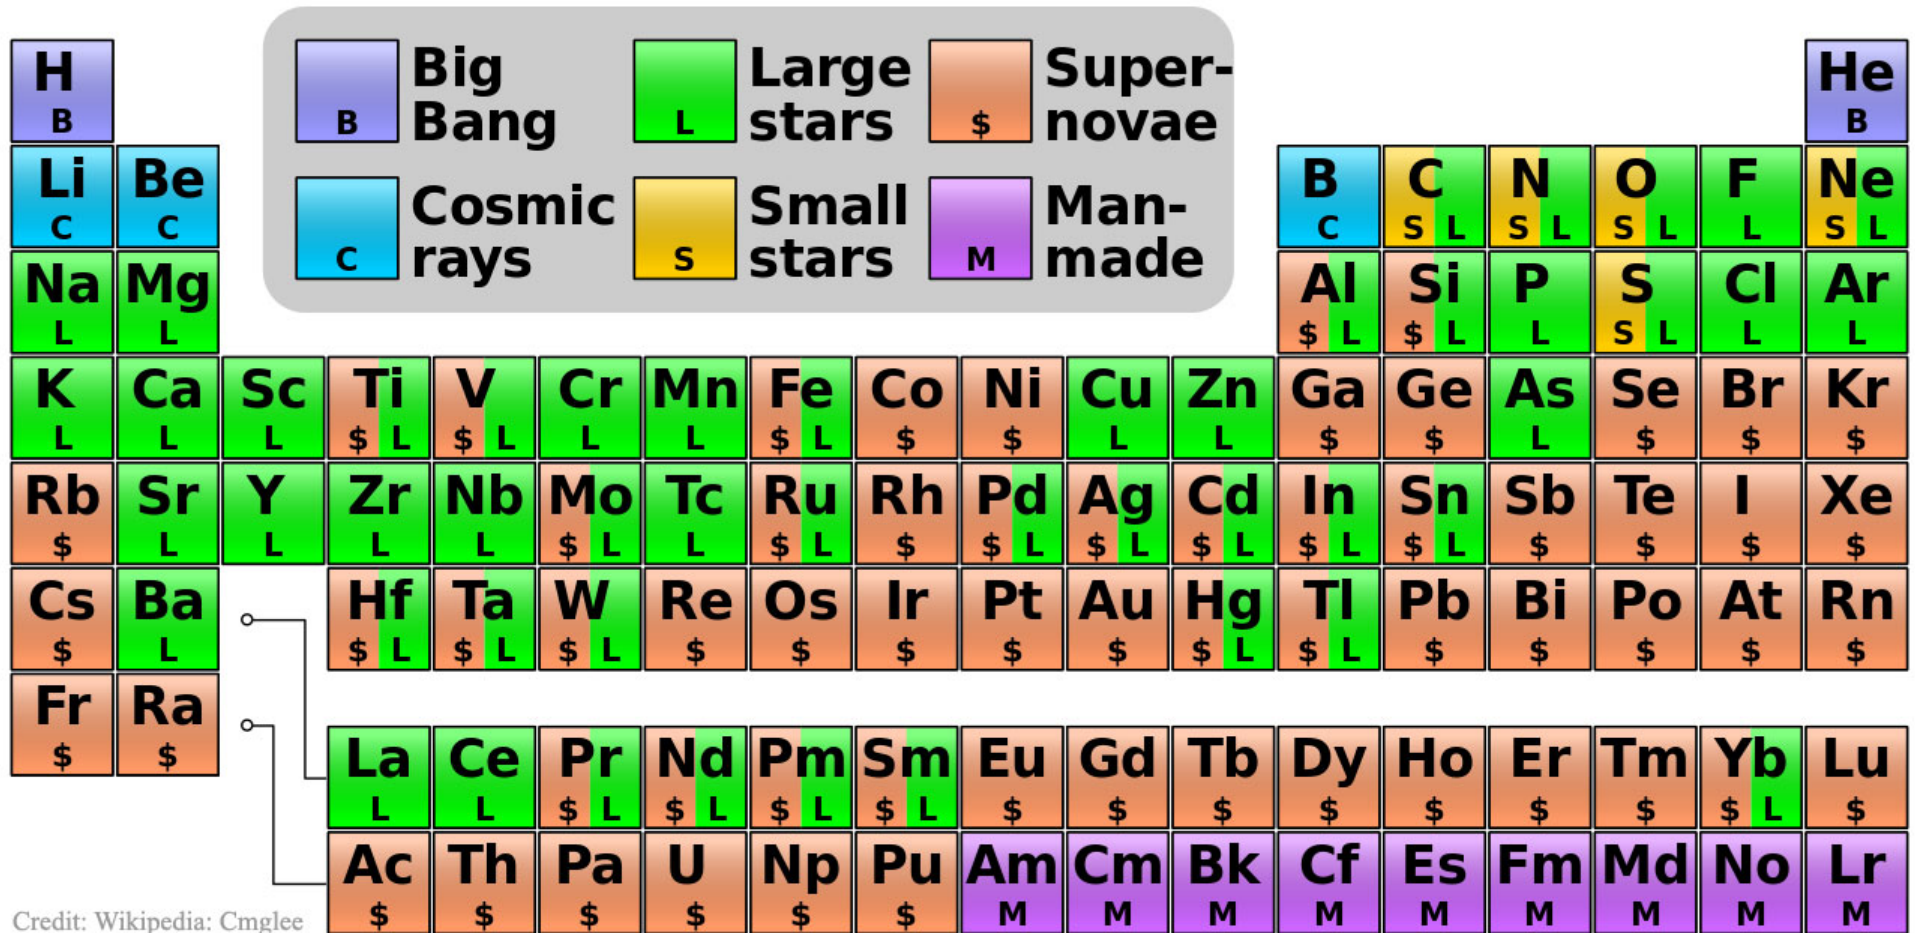 Big Bang
B
Large stars
L
Super-novae
$
Cosmic rays
C
Small stars
S
Man-made
M
H He
B B
Li Be B C N O F Ne
C C C S L S L S L L S L
Na Mg Al Si P S Cl Ar
L L $ L $ L L S L L L
K Ca Sc Ti V Cr Mn Fe Co Ni Cu Zn Ga Ge As Se Br Kr
L L L $ L $ L L L $ L $ $ L L $ $ L $ $ $
Rb Sr Y Zr Nb Mo Tc Ru Rh Pd Ag Cd In Sn Sb Te I Xe
$ L L L L $ L L $ L $ $ L $ L $ L $ L $ L $ $ $ $
Cs Ba Hf Ta W Re Os Ir Pt Au Hg Tl Pb Bi Po At Rn
$ L $ L $ L $ L $ $ $ $ $ $ L $ L $ $ $ $ $
Fr Ra
$ $
La Ce Pr Nd Pm Sm Eu Gd Tb Dy Ho Er Tm Yb Lu
L L $ L $ L $ L $ L $ $ $ $ $ $ $ $ L $
Ac Th Pa U Np Pu Am Cm Bk Cf Es Fm Md No Lr
$ $ $ $ $ $ M M M M M M M M M
Credit: Wikipedia: Cmglee